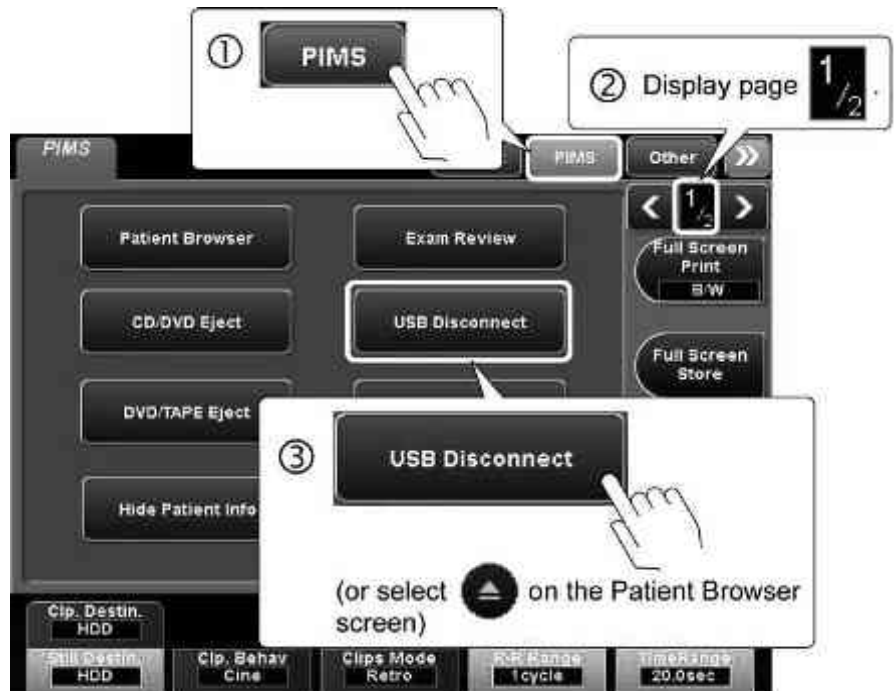 ① PIMS
② Display page 1/2 .
PIMS
PIMS
Other
1/2
Patient Browser
Exam Review
Full Screen
Print
B/W
CD/DVD Eject
USB Disconnect
Full Screen
Store
DVD/TAPE Eject
③ USB Disconnect
Hide Patient Info
(or select on the Patient Browser
screen)
Clp. Destin.
HDD
Still Destin.
HDD
Clp. Behav
Cine
Clips Mode
Retro
R-R Range
1cycle
TimeRange
20.0sec